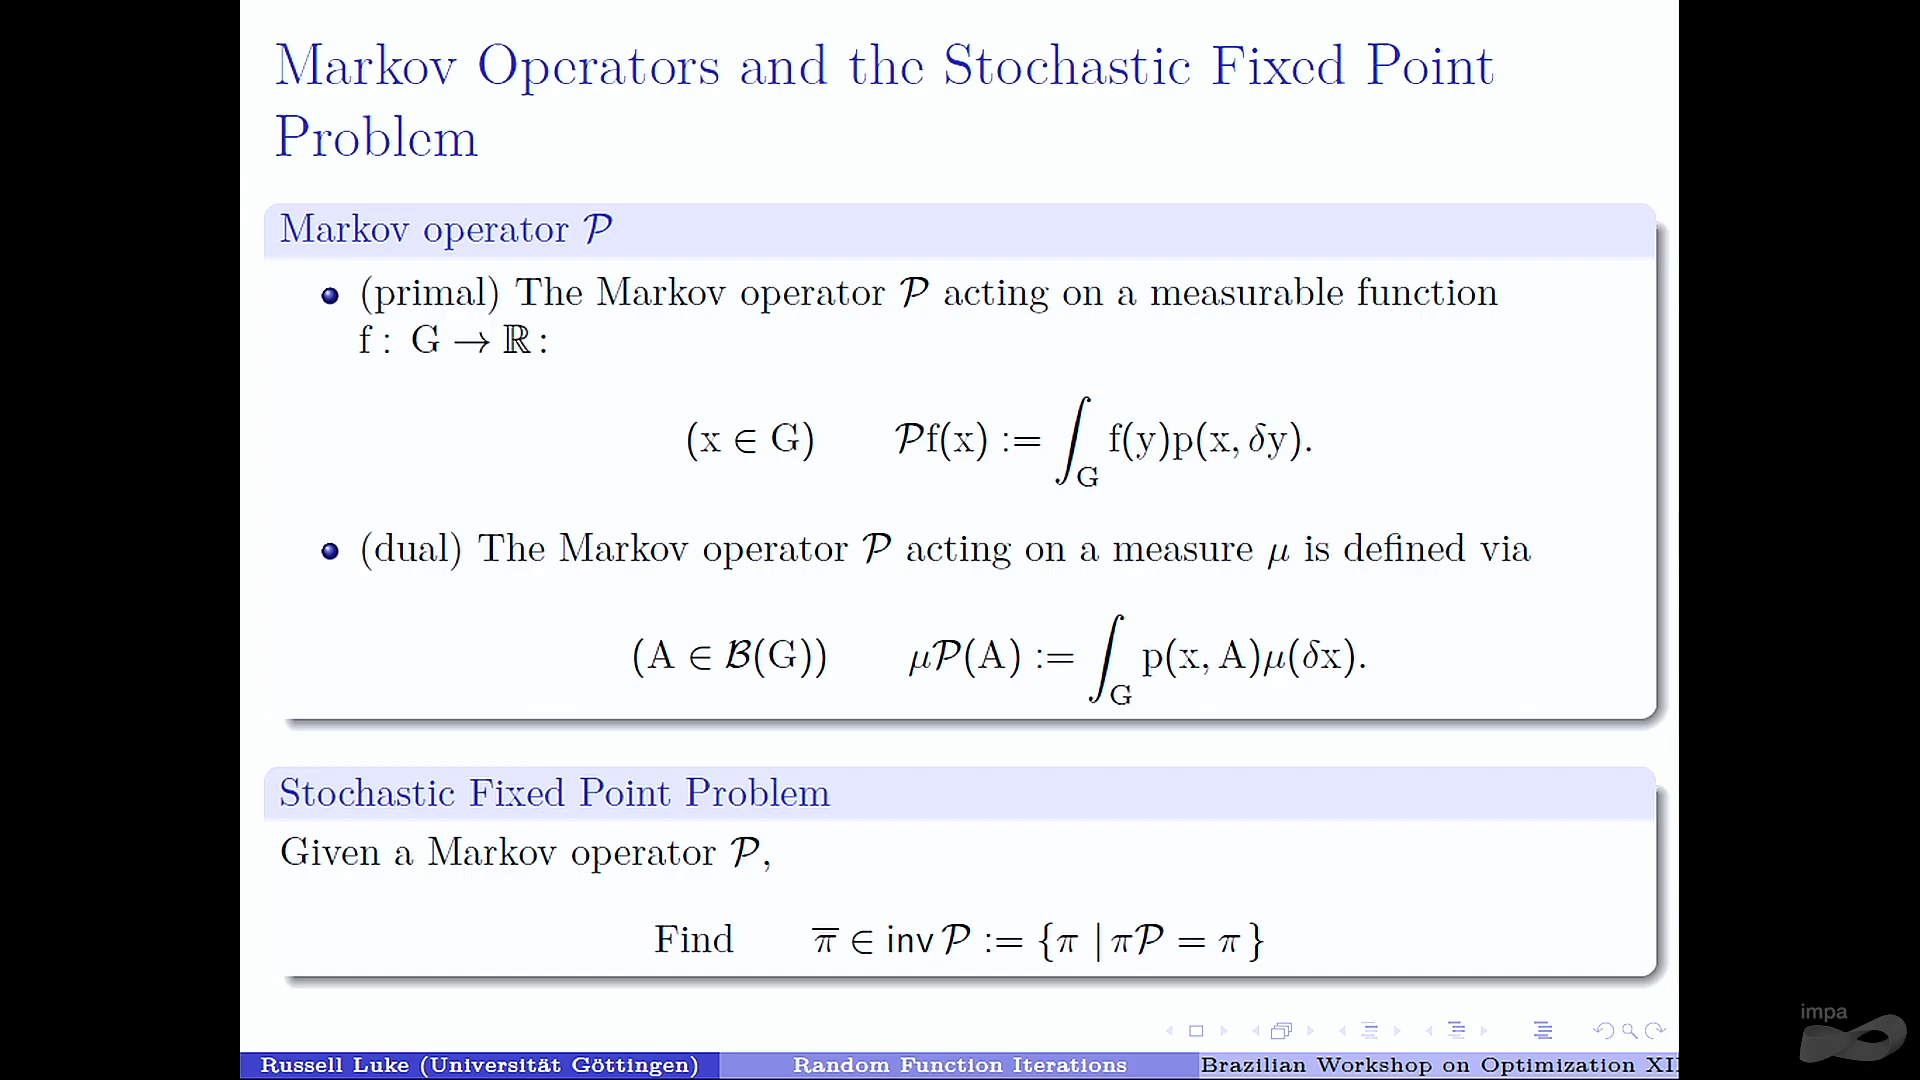 Markov Operators and the Stochastic Fixed Point
Problem
Markov operator 𝒫
(primal) The Markov operator 𝒫 acting on a measurable function
f : G → ℝ:
(x ∈ G) 𝒫f(x) := ∫_G f(y)p(x, δy).
(dual) The Markov operator 𝒫 acting on a measure μ is defined via
(A ∈ ℬ(G)) μ𝒫(A) := ∫_G p(x, A)μ(δx).
Stochastic Fixed Point Problem
Given a Markov operator 𝒫,
Find π̅ ∈ inv 𝒫 := {π | π𝒫 = π}
impa
Russell Luke (Universität Göttingen) Random Function Iterations Brazilian Workshop on Optimization